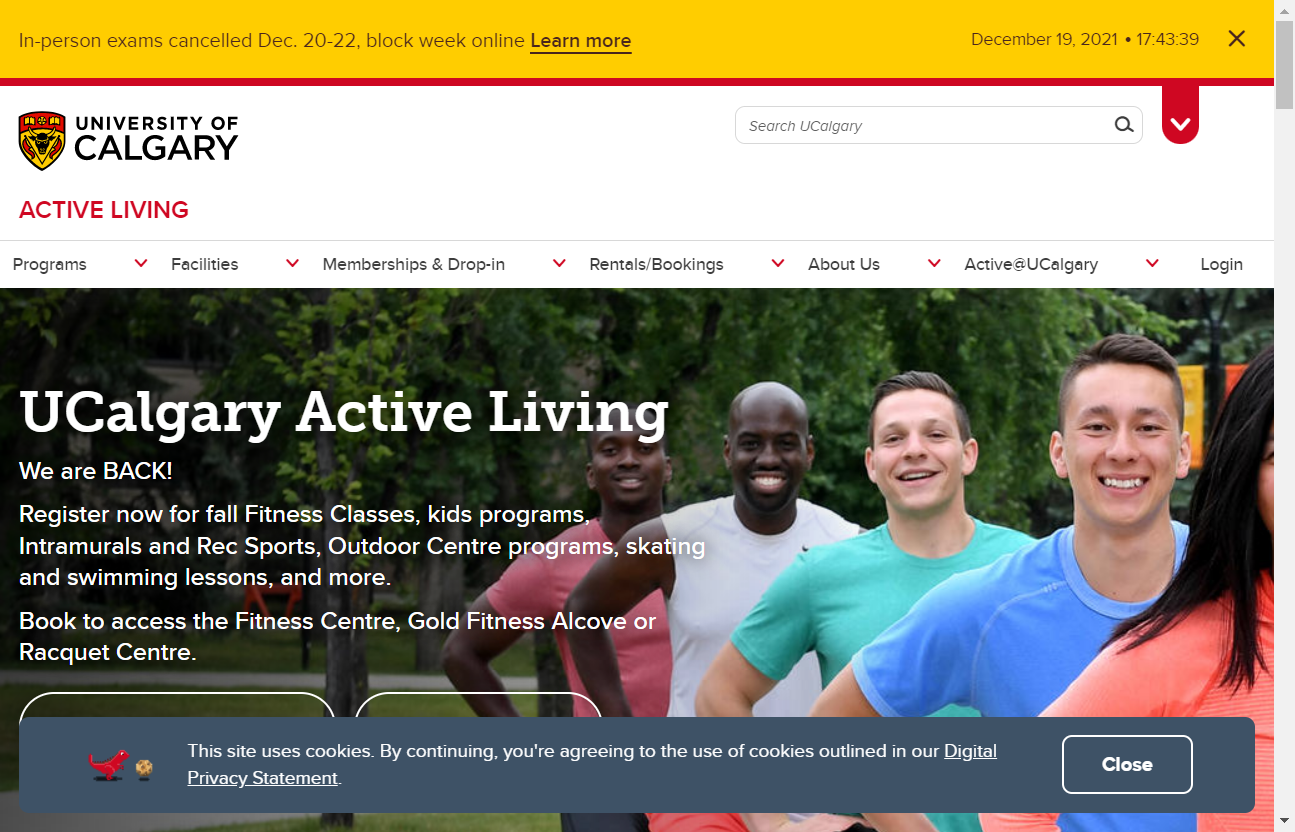 In-person exams cancelled Dec. 20-22, block week online Learn more
December 19, 2021 • 17:43:39
UNIVERSITY OF
CALGARY
Search UCalgary
ACTIVE LIVING
Programs
Facilities
Memberships & Drop-in
Rentals/Bookings
About Us
Active@UCalgary
Login
UCalgary Active Living
We are BACK!
Register now for fall Fitness Classes, kids programs,
Intramurals and Rec Sports, Outdoor Centre programs, skating
and swimming lessons, and more.
Book to access the Fitness Centre, Gold Fitness Alcove or
Racquet Centre.
This site uses cookies. By continuing, you're agreeing to the use of cookies outlined in our Digital
Privacy Statement.
Close